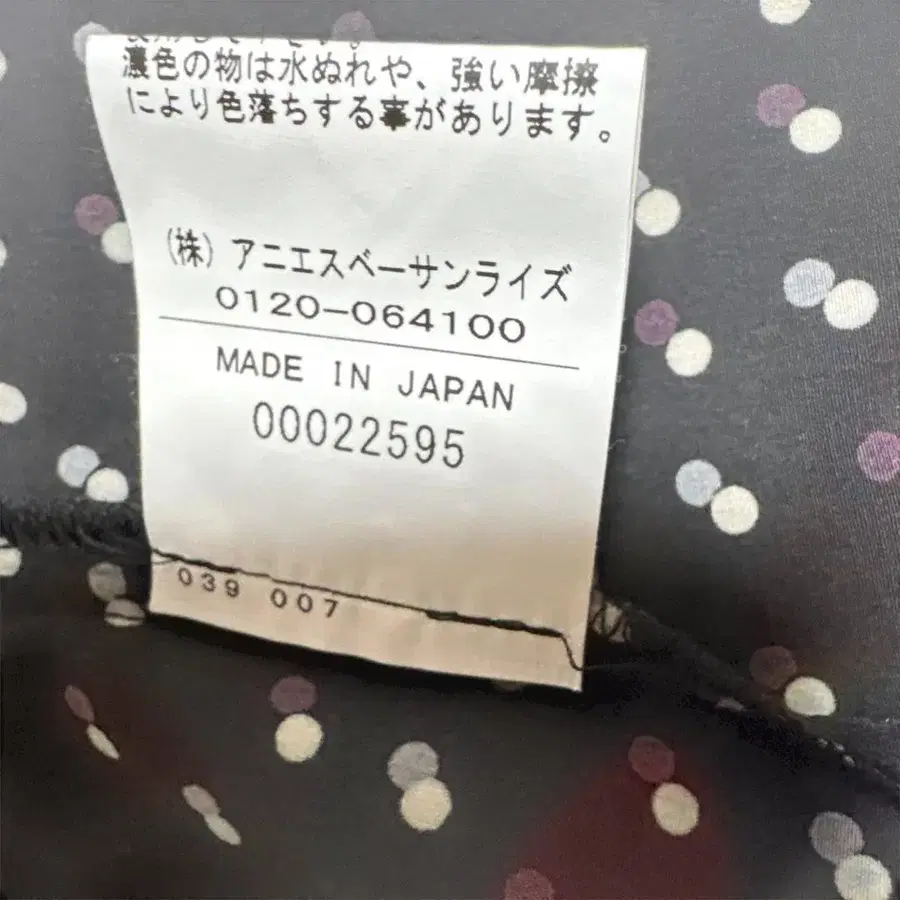 濃色の物は水ぬれや、強い摩擦
により色落ちする事があります。
(株) アニエスベーサンライズ
0120-064100
MADE IN JAPAN
00022595
039 007